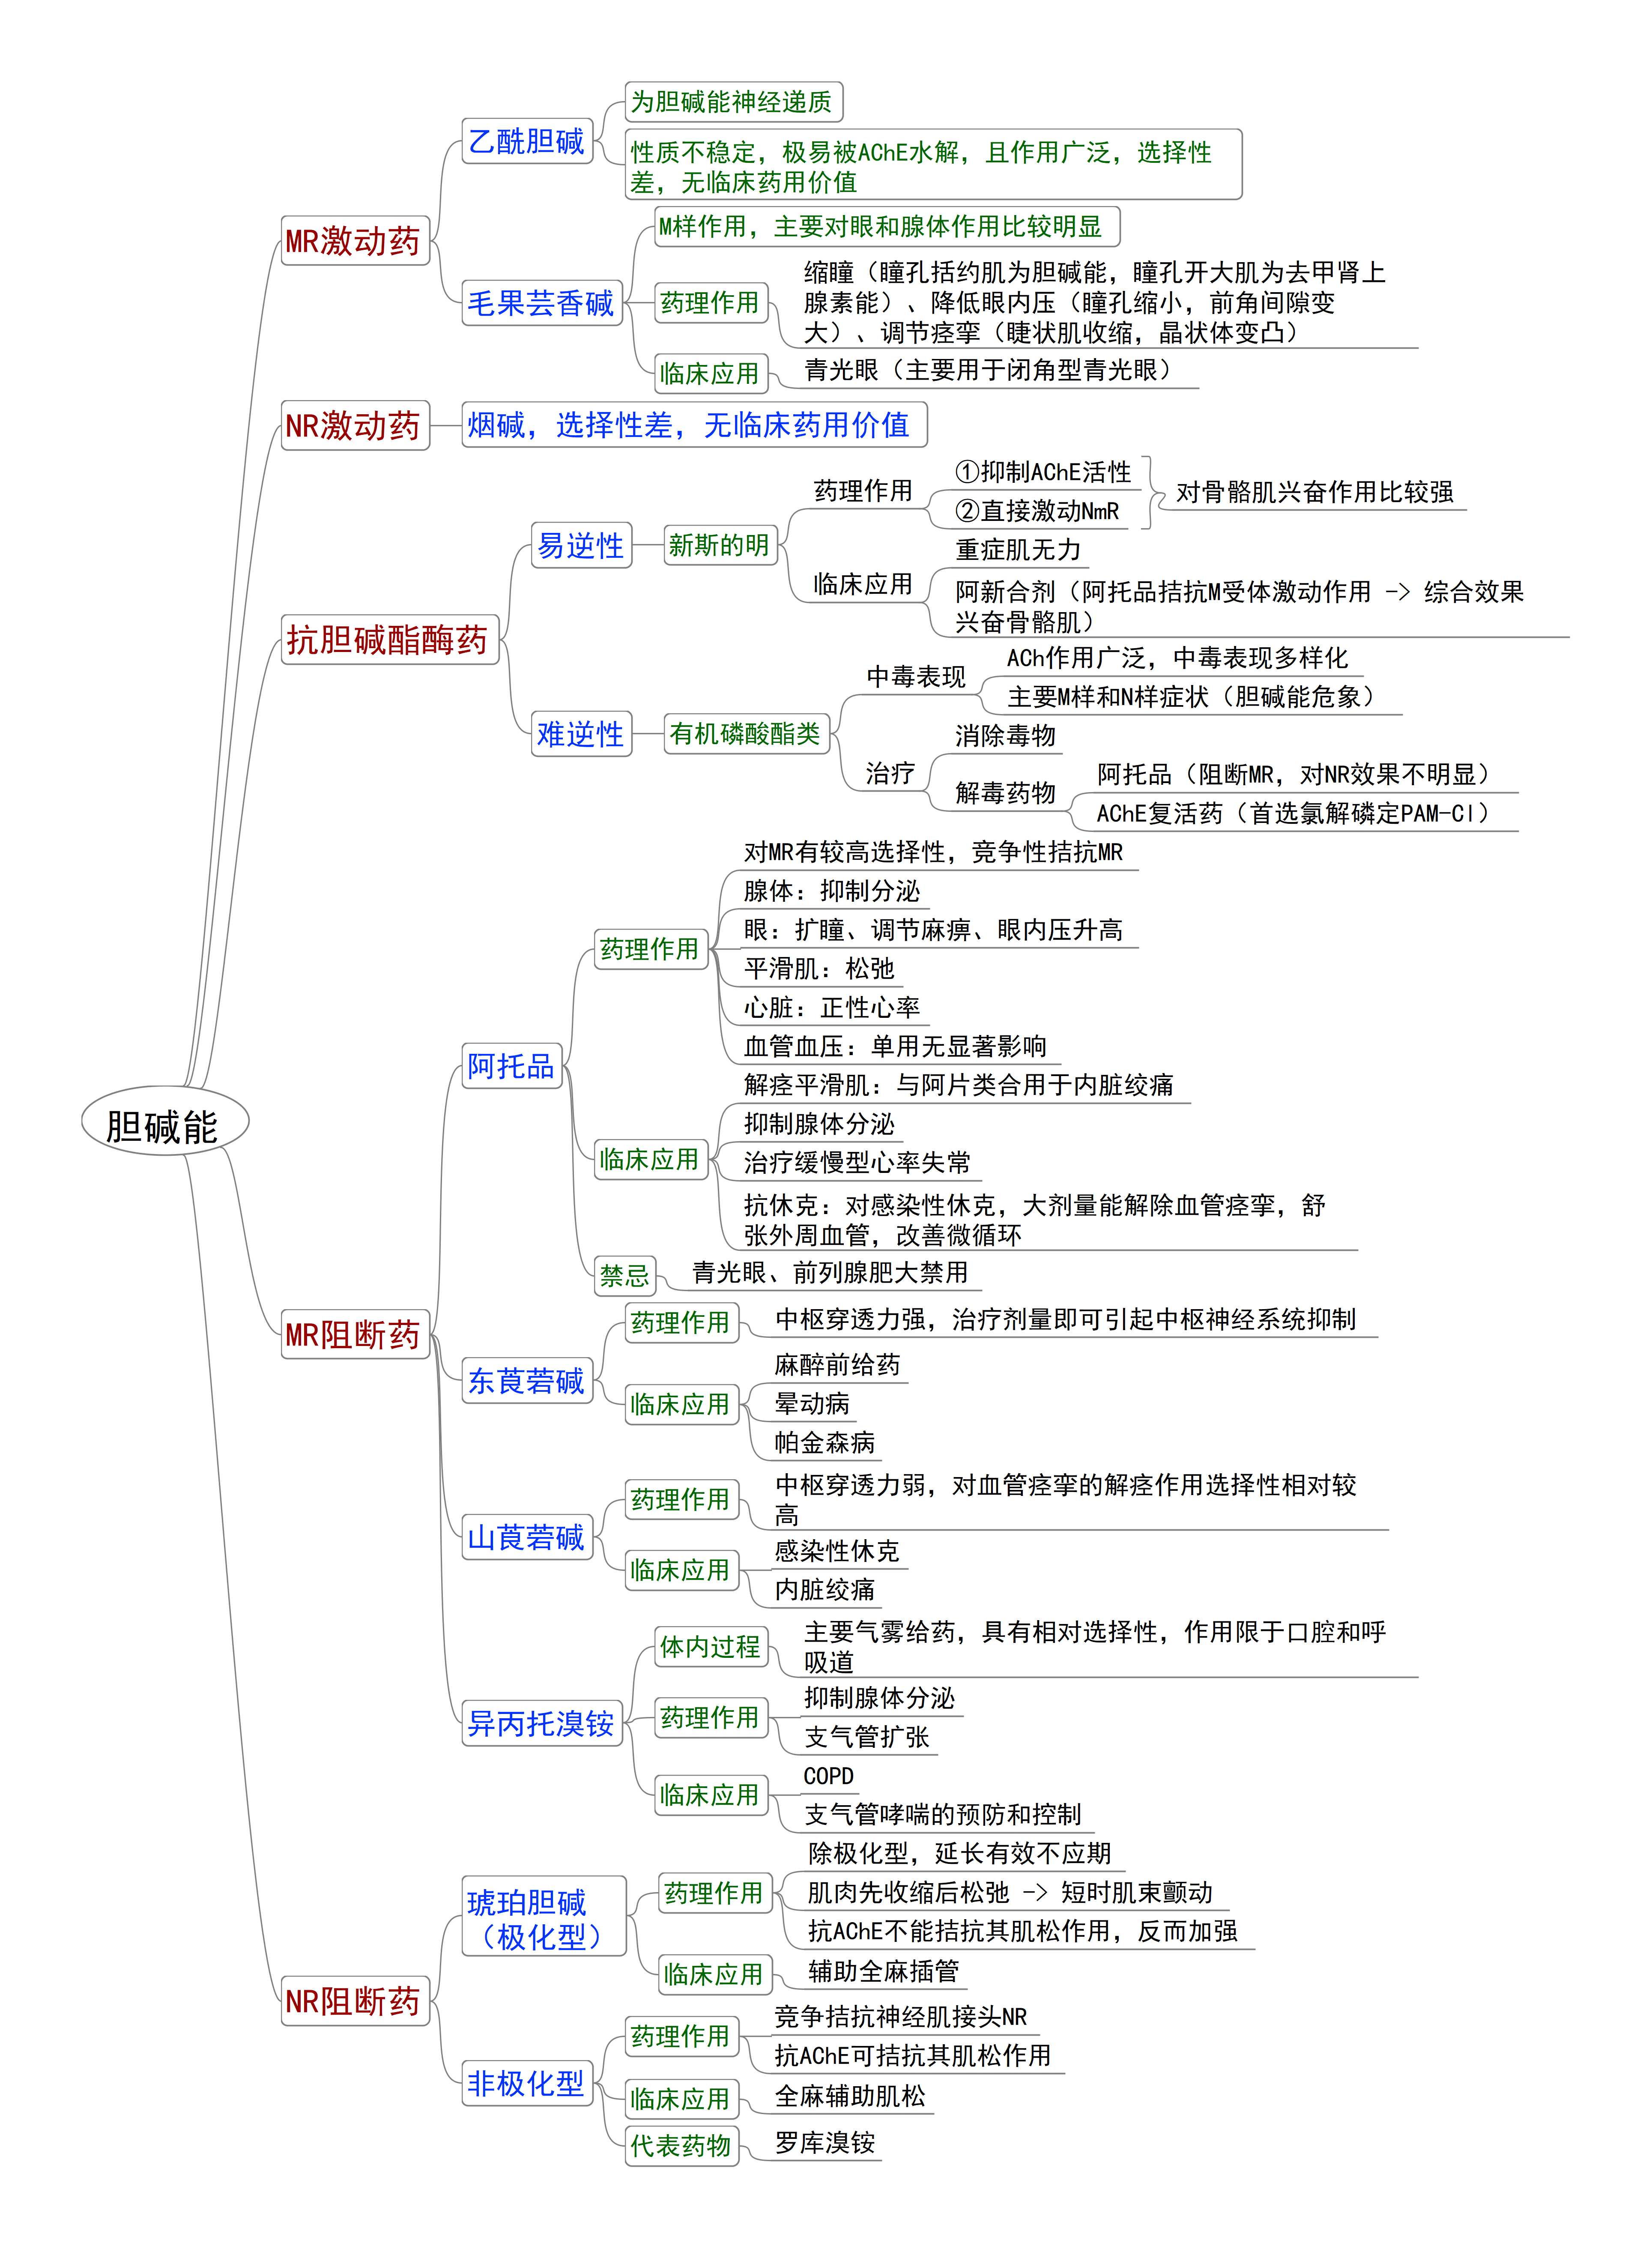 胆碱能
MR激动药
乙酰胆碱
为胆碱能神经递质
性质不稳定，极易被AChE水解，且作用广泛，选择性
差，无临床药用价值
毛果芸香碱
M样作用，主要对眼和腺体作用比较明显
药理作用
缩瞳（瞳孔括约肌为胆碱能，瞳孔开大肌为去甲肾上
腺素能）、降低眼内压（瞳孔缩小，前角间隙变
大）、调节痉挛（睫状肌收缩，晶状体变凸）
临床应用
青光眼（主要用于闭角型青光眼）
NR激动药
烟碱，选择性差，无临床药用价值
抗胆碱酯酶药
易逆性
新斯的明
药理作用
①抑制AChE活性
②直接激动NmR
对骨骼肌兴奋作用比较强
临床应用
重症肌无力
阿新合剂（阿托品拮抗M受体激动作用 -> 综合效果
兴奋骨骼肌）
难逆性
有机磷酸酯类
中毒表现
ACh作用广泛，中毒表现多样化
主要M样和N样症状（胆碱能危象）
治疗
消除毒物
解毒药物
阿托品（阻断MR，对NR效果不明显）
AChE复活药（首选氯解磷定PAM-Cl）
MR阻断药
阿托品
药理作用
对MR有较高选择性，竞争性拮抗MR
腺体：抑制分泌
眼：扩瞳、调节麻痹、眼内压升高
平滑肌：松弛
心脏：正性心率
血管血压：单用无显著影响
临床应用
解痉平滑肌：与阿片类合用于内脏绞痛
抑制腺体分泌
治疗缓慢型心率失常
抗休克：对感染性休克，大剂量能解除血管痉挛，舒
张外周血管，改善微循环
禁忌
青光眼、前列腺肥大禁用
东莨菪碱
药理作用
中枢穿透力强，治疗剂量即可引起中枢神经系统抑制
临床应用
麻醉前给药
晕动病
帕金森病
山莨菪碱
药理作用
中枢穿透力弱，对血管痉挛的解痉作用选择性相对较
高
临床应用
感染性休克
内脏绞痛
异丙托溴铵
体内过程
主要气雾给药，具有相对选择性，作用限于口腔和呼
吸道
药理作用
抑制腺体分泌
支气管扩张
临床应用
COPD
支气管哮喘的预防和控制
NR阻断药
琥珀胆碱
（极化型）
药理作用
除极化型，延长有效不应期
肌肉先收缩后松弛 -> 短时肌束颤动
抗AChE不能拮抗其肌松作用，反而加强
临床应用
辅助全麻插管
非极化型
药理作用
竞争拮抗神经肌接头NR
抗AChE可拮抗其肌松作用
临床应用
全麻辅助肌松
代表药物
罗库溴铵